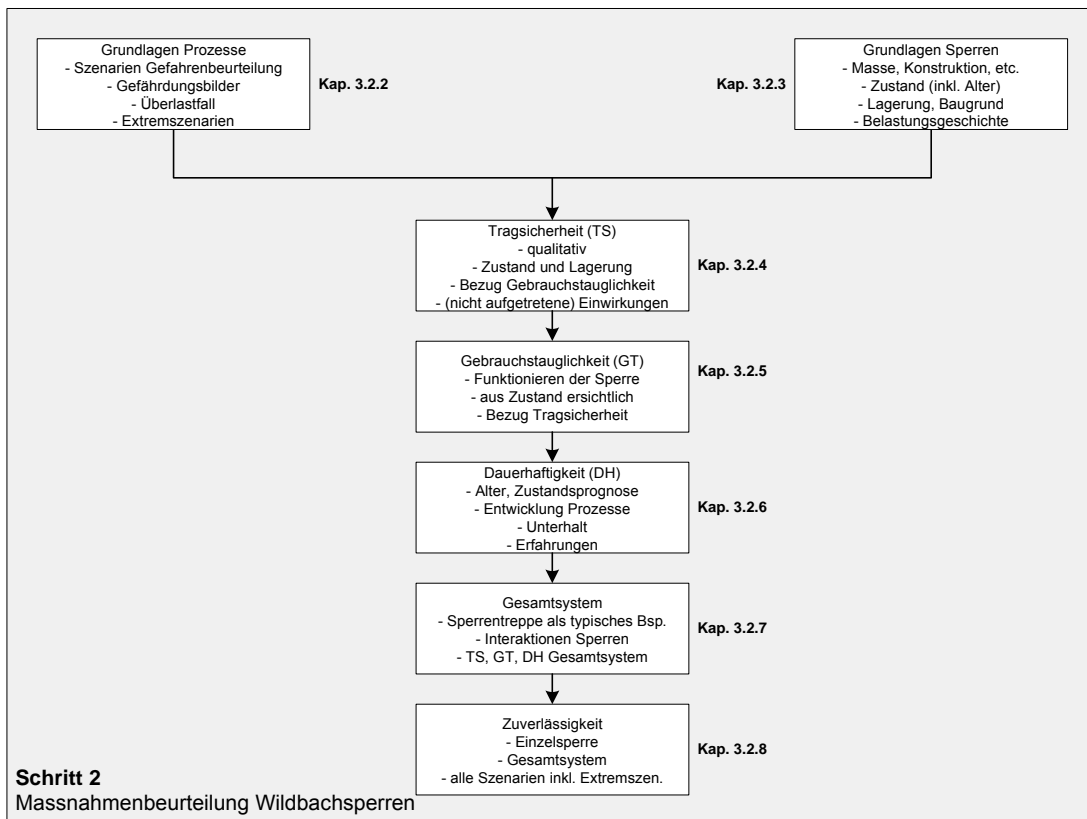 Grundlagen Prozesse
- Szenarien Gefahrenbeurteilung
- Gefährdungsbilder
- Überlastfall
- Extremszenarien
Kap. 3.2.2
Kap. 3.2.3
Grundlagen Sperren
- Masse, Konstruktion, etc.
- Zustand (inkl. Alter)
- Lagerung, Baugrund
- Belastungsgeschichte
Tragsicherheit (TS)
- qualitativ
- Zustand und Lagerung
- Bezug Gebrauchstauglichkeit
- (nicht aufgetretene) Einwirkungen
Kap. 3.2.4
Gebrauchstauglichkeit (GT)
- Funktionieren der Sperre
- aus Zustand ersichtlich
- Bezug Tragsicherheit
Kap. 3.2.5
Dauerhaftigkeit (DH)
- Alter, Zustandsprognose
- Entwicklung Prozesse
- Unterhalt
- Erfahrungen
Kap. 3.2.6
Gesamtsystem
- Sperrentreppe als typisches Bsp.
- Interaktionen Sperren
- TS, GT, DH Gesamtsystem
Kap. 3.2.7
Zuverlässigkeit
- Einzelsperre
- Gesamtsystem
- alle Szenarien inkl. Extremszen.
Kap. 3.2.8
Schritt 2
Massnahmenbeurteilung Wildbachsperren